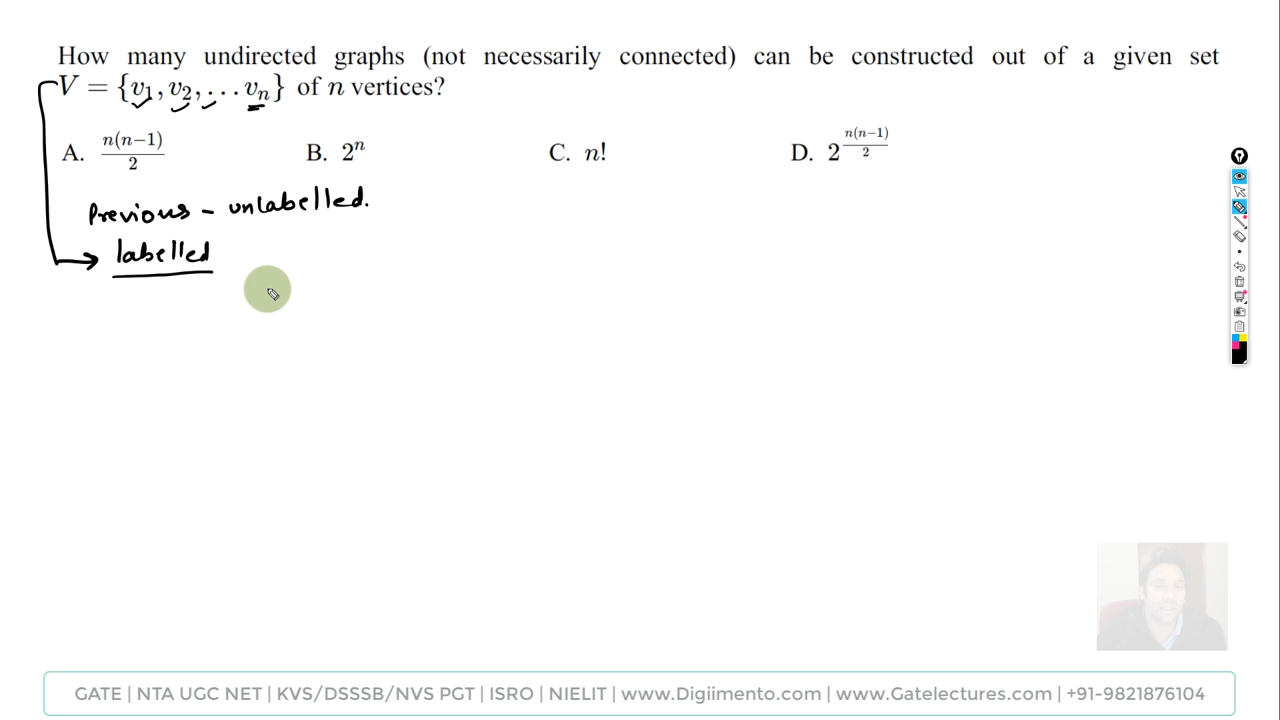 How many undirected graphs (not necessarily connected) can be constructed out of a given set
V = {v₁, v₂, … vₙ} of n vertices?
A. n(n−1)/2 B. 2ⁿ C. n! D. 2^(n(n−1)/2)
Previous - unlabelled.
labelled
GATE | NTA UGC NET | KVS/DSSSB/NVS PGT | ISRO | NIELIT | www.Digiimento.com | www.Gatelectures.com | +91-9821876104